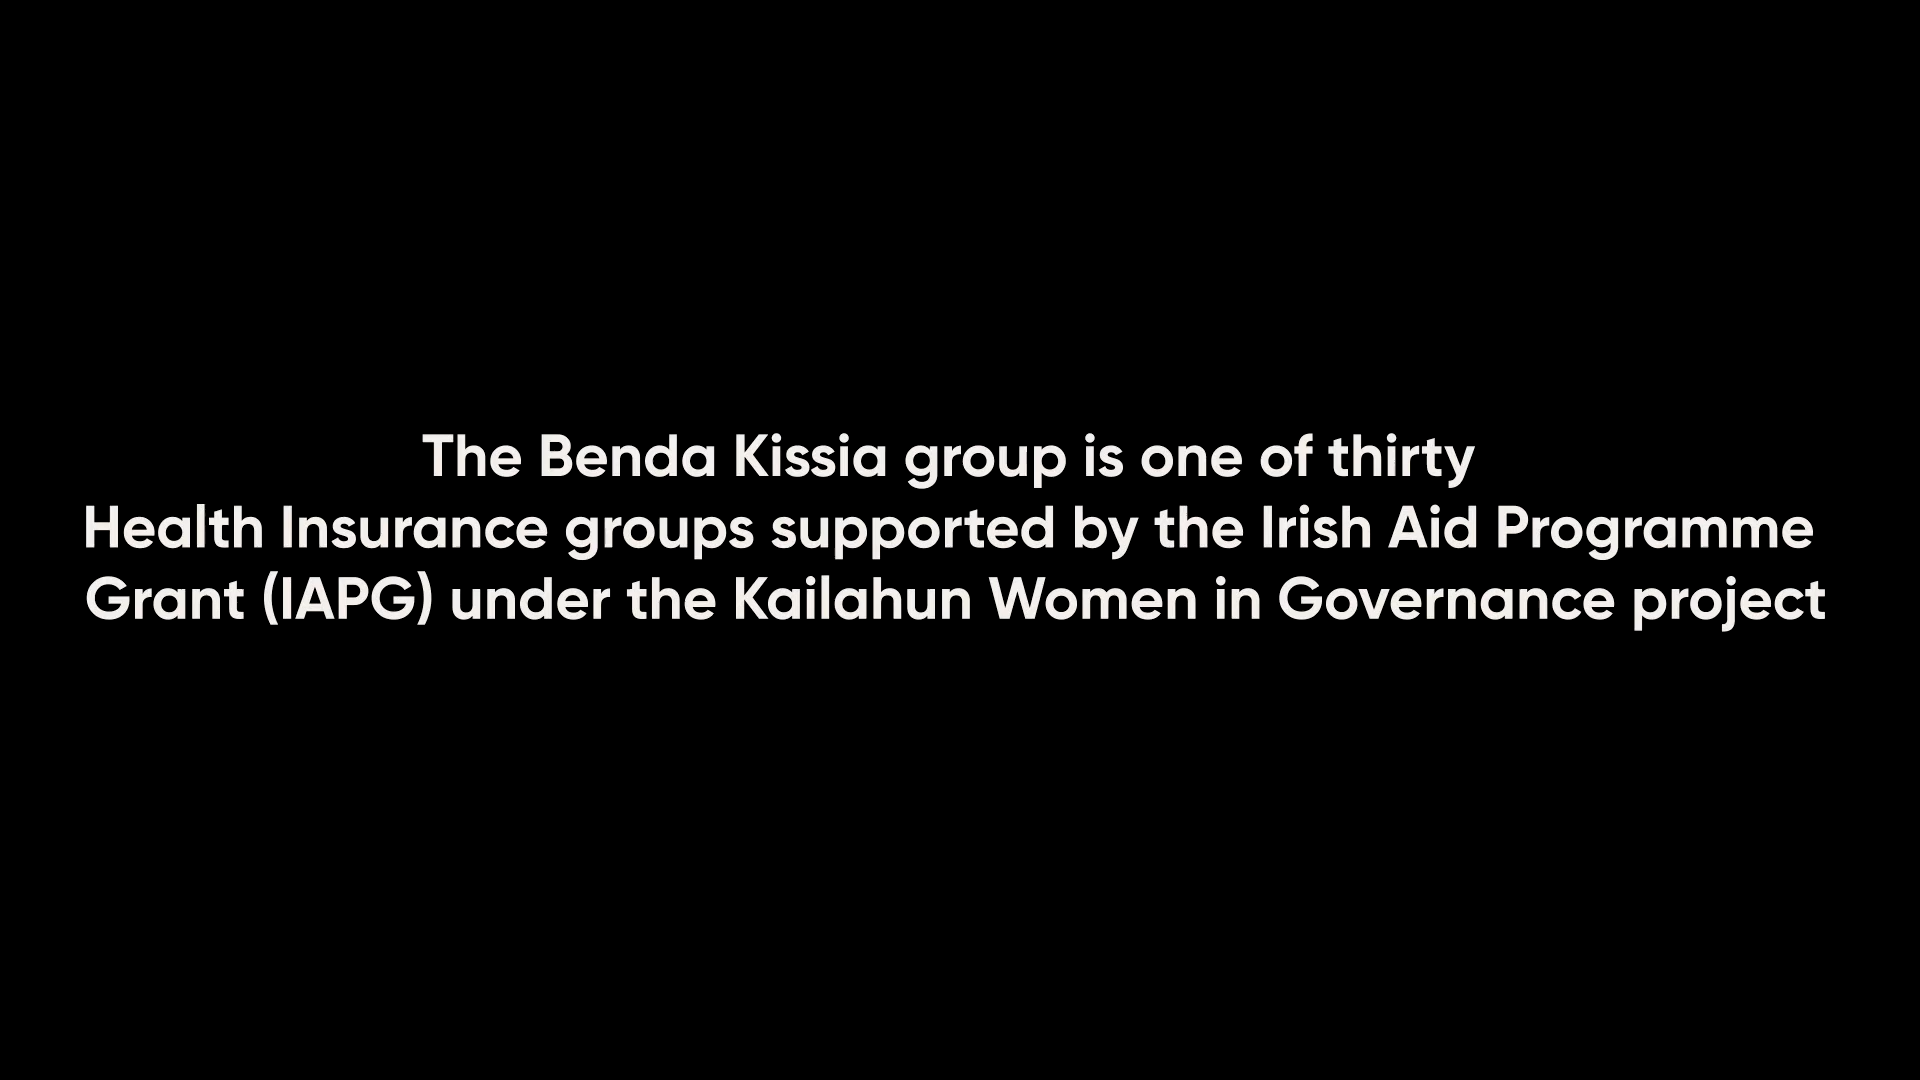 The Benda Kissia group is one of thirty
Health Insurance groups supported by the Irish Aid Programme
Grant (IAPG) under the Kailahun Women in Governance project